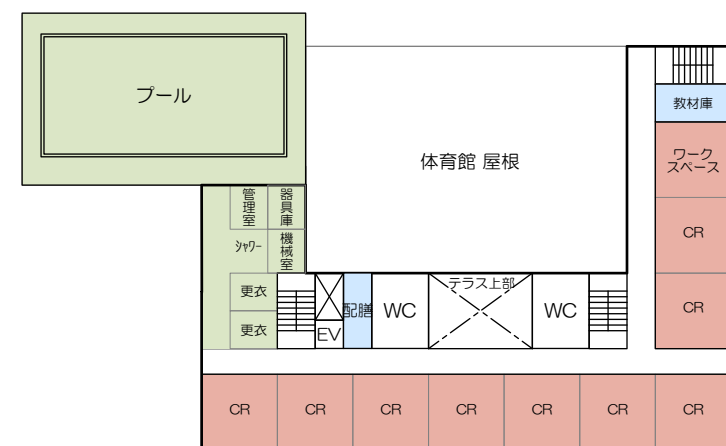 プール
体育館 屋根
教材庫
ワーク
スペース
管理室
器具庫
シャワー
機械室
CR
更衣
テラス上部
配膳
WC
WC
CR
更衣
EV
CR
CR
CR
CR
CR
CR
CR